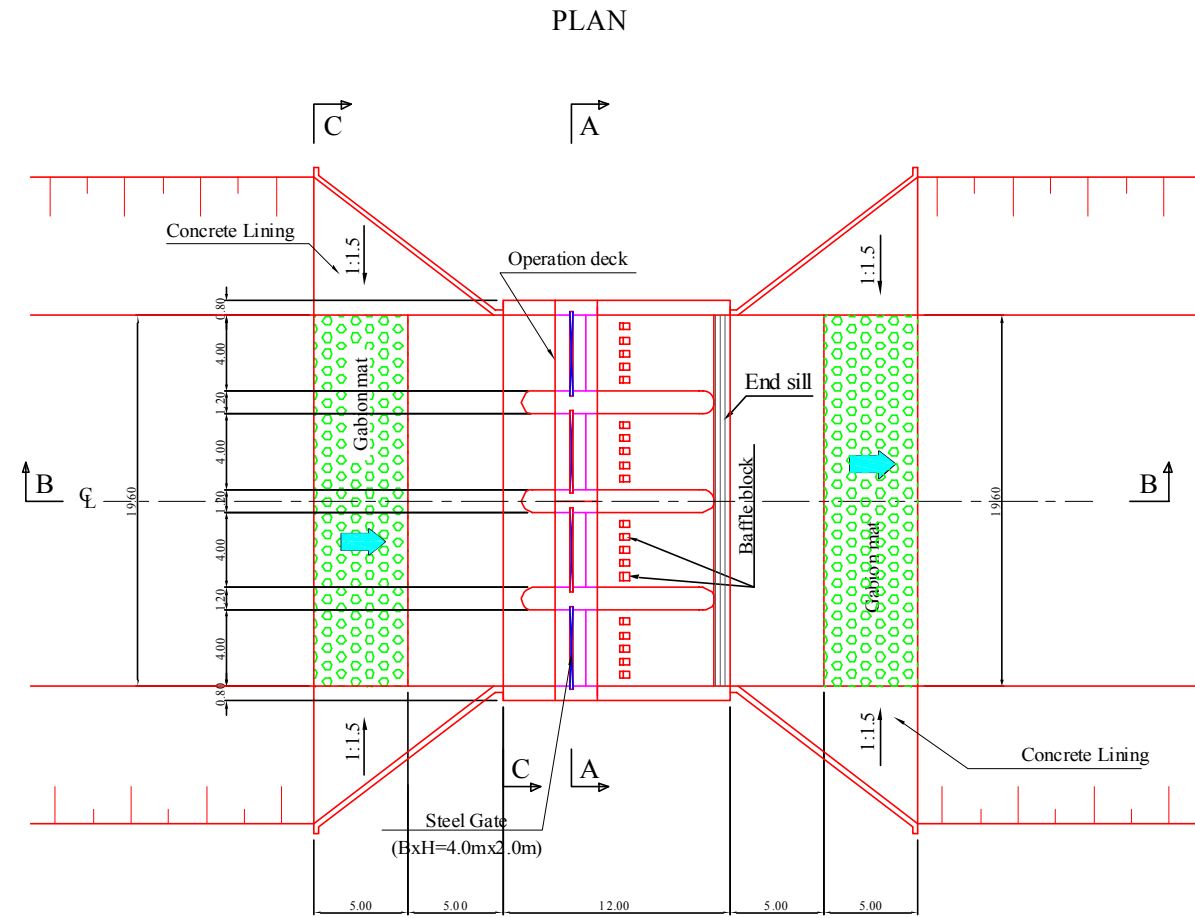 PLAN
C
A
Concrete Lining
1:1.5
Operation deck
1:1.5
0.80
4.00
1.20
4.00
1.20
4.00
1.20
4.00
0.80
19.60
Gabion mat
End sill
Baffle block
Gabion mat
19.60
B
CL
B
1:1.5
C
A
1:1.5
Concrete Lining
Steel Gate
(BxH=4.0mx2.0m)
5.00
5.00
12.00
5.00
5.00